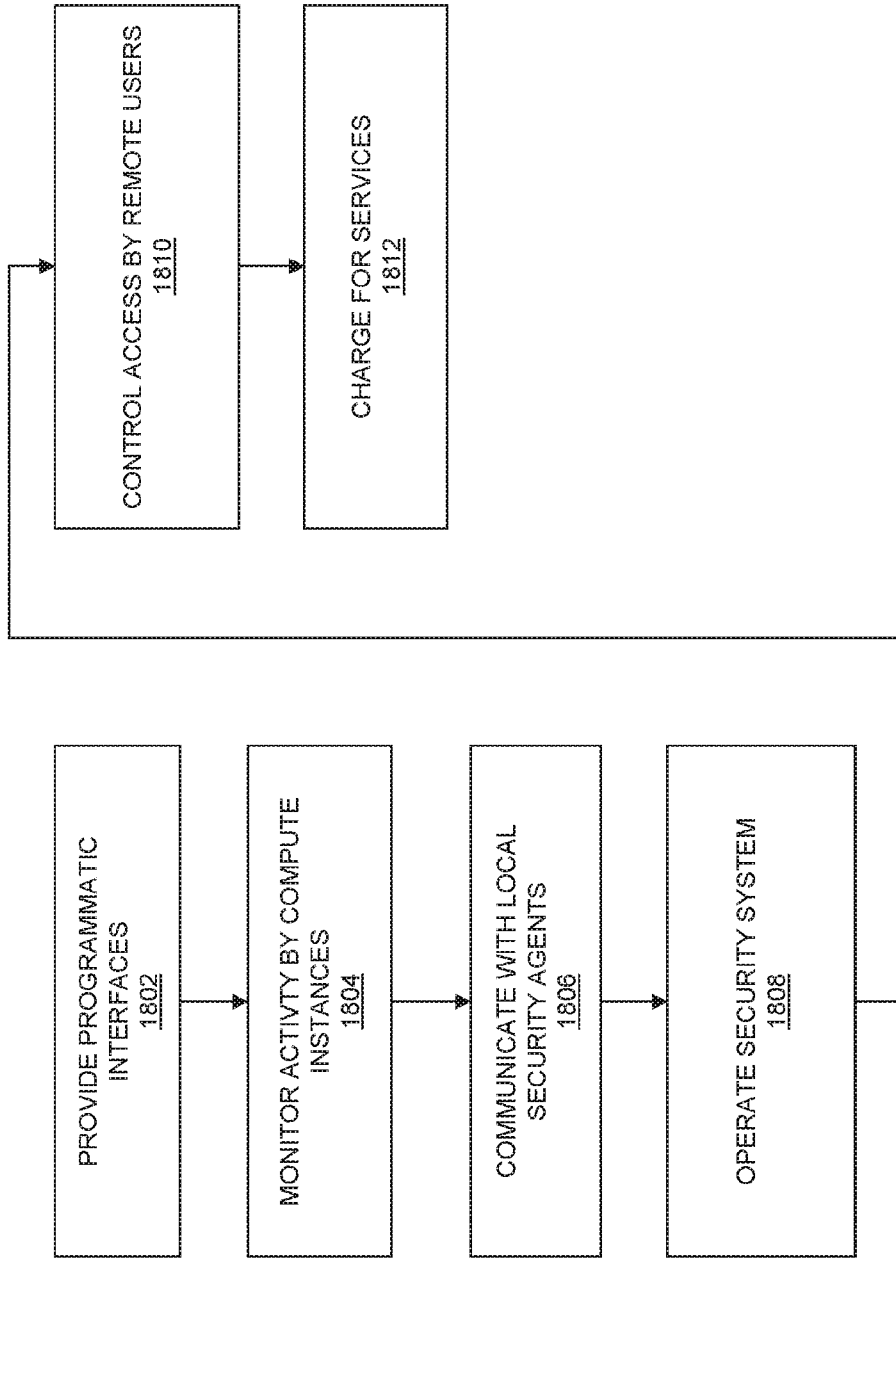 PROVIDE PROGRAMMATIC
INTERFACES
1802
MONITOR ACTIVTY BY COMPUTE
INSTANCES
1804
COMMUNICATE WITH LOCAL
SECURITY AGENTS
1806
OPERATE SECURITY SYSTEM
1808
CONTROL ACCESS BY REMOTE USERS
1810
CHARGE FOR SERVICES
1812